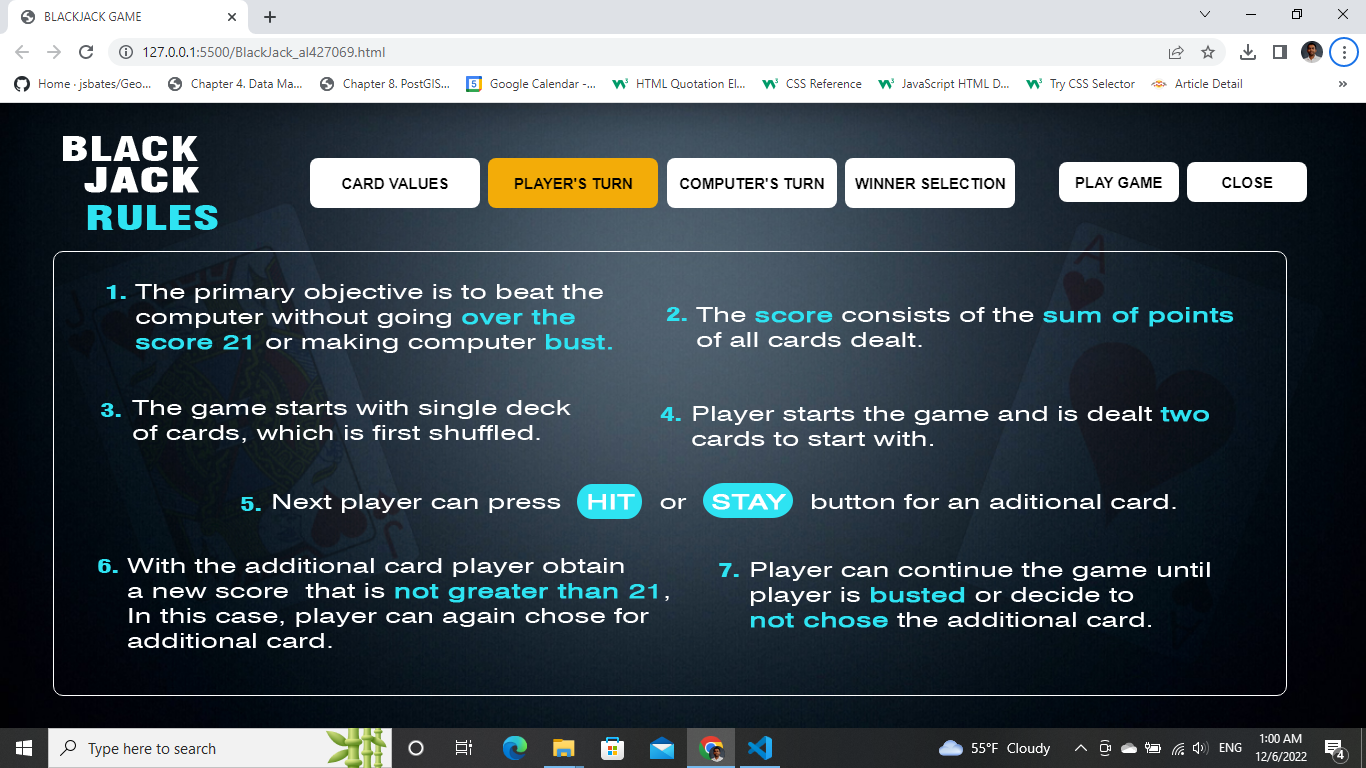 BLACKJACK GAME
127.0.0.1:5500/BlackJack_al427069.html
Home · jsbates/Geo...
Chapter 4. Data Ma...
Chapter 8. PostGIS...
5
Google Calendar -...
HTML Quotation El...
CSS Reference
JavaScript HTML D...
Try CSS Selector
Article Detail
»
BLACK
JACK
RULES
CARD VALUES
PLAYER'S TURN
COMPUTER'S TURN
WINNER SELECTION
PLAY GAME
CLOSE
1. The primary objective is to beat the
computer without going over the
score 21 or making computer bust.
2. The score consists of the sum of points
of all cards dealt.
3. The game starts with single deck
of cards, which is first shuffled.
4. Player starts the game and is dealt two
cards to start with.
5. Next player can press HIT or STAY button for an aditional card.
6. With the additional card player obtain
a new score that is not greater than 21,
In this case, player can again chose for
additional card.
7. Player can continue the game until
player is busted or decide to
not chose the additional card.
A
J
Type here to search
55°F Cloudy
ENG
1:00 AM
12/6/2022
4